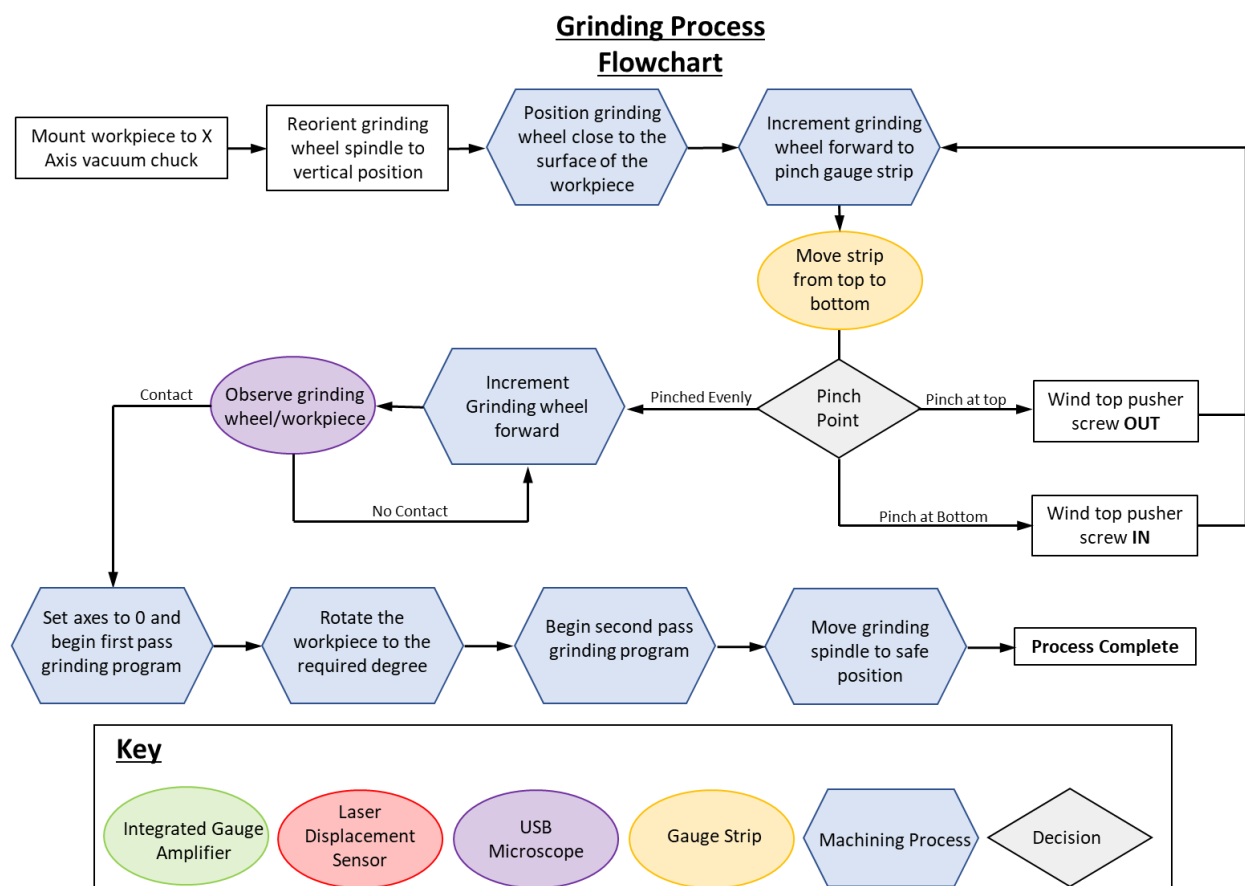 Grinding Process
Flowchart
Mount workpiece to X
Axis vacuum chuck
Reorient grinding
wheel spindle to
vertical position
Position grinding
wheel close to the
surface of the
workpiece
Increment grinding
wheel forward to
pinch gauge strip
Move strip
from top to
bottom
Contact
Observe grinding
wheel/workpiece
Increment
Grinding wheel
forward
Pinched Evenly
Pinch
Point
Pinch at top
Wind top pusher
screw OUT
No Contact
Pinch at Bottom
Wind top pusher
screw IN
Set axes to 0 and
begin first pass
grinding program
Rotate the
workpiece to the
required degree
Begin second pass
grinding program
Move grinding
spindle to safe
position
Process Complete
Key
Integrated Gauge
Amplifier
Laser
Displacement
Sensor
USB
Microscope
Gauge Strip
Machining Process
Decision